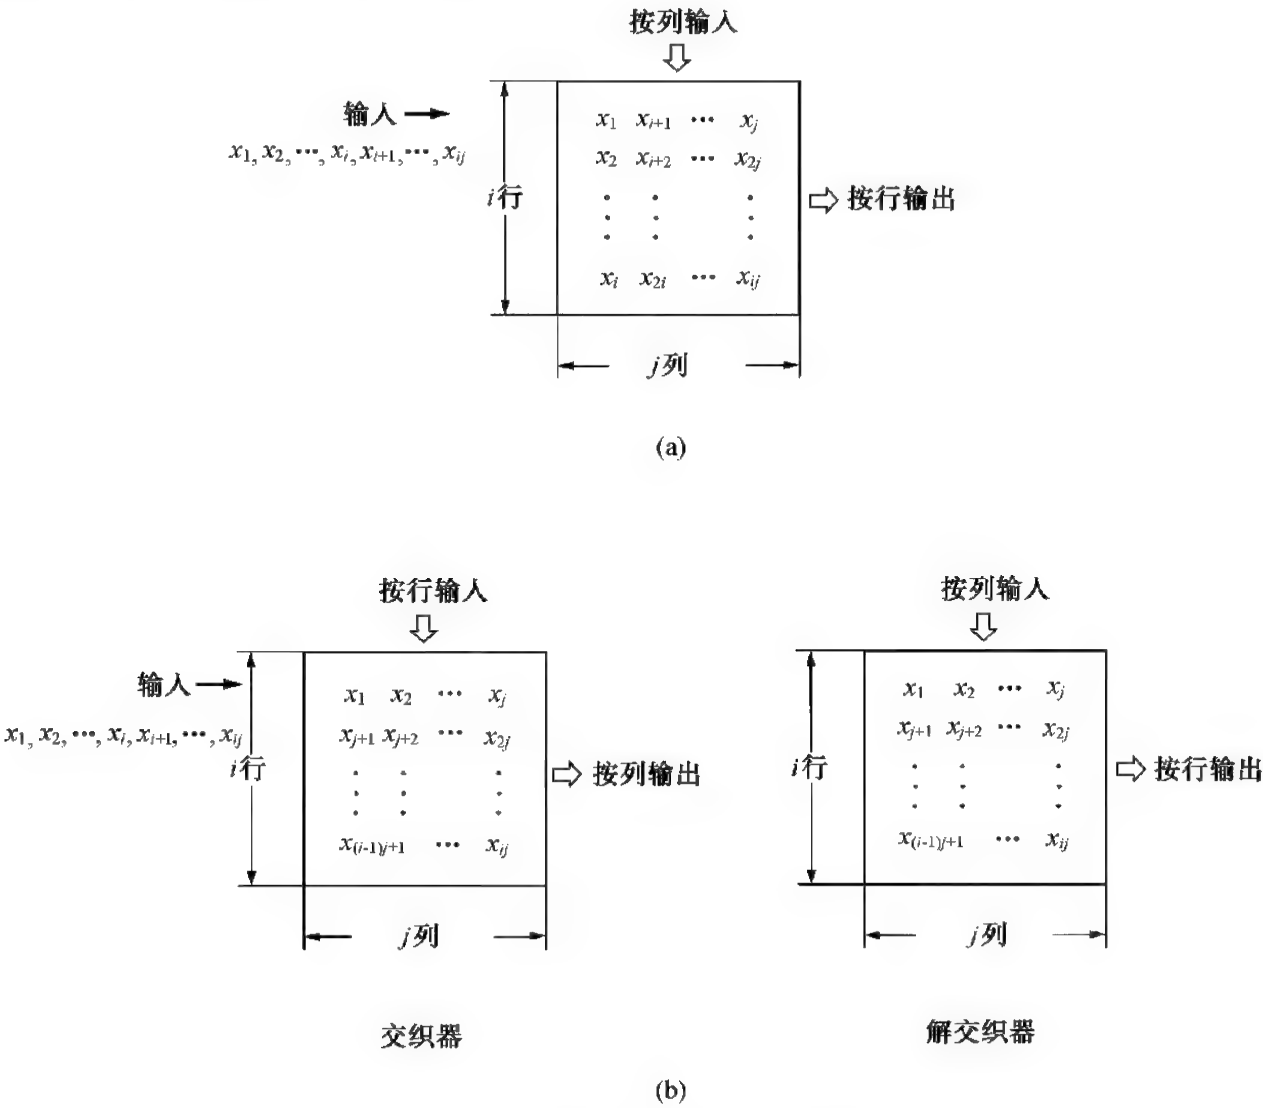 按列输入
输入
x1, x2, ⋯, xi, xi+1, ⋯, xij
x1 xi+1 ⋯ xj
x2 xi+2 ⋯ x2j
i行
按行输出
xi x2i ⋯ xij
j列
(a)
按行输入
输入
x1, x2, ⋯, xi, xi+1, ⋯, xij
x1 x2 ⋯ xj
xj+1 xj+2 ⋯ x2j
i行
按列输出
x(i-1)j+1 ⋯ xij
j列
交织器
按列输入
x1 x2 ⋯ xj
xj+1 xj+2 ⋯ x2j
i行
按行输出
x(i-1)j+1 ⋯ xij
j列
解交织器
(b)